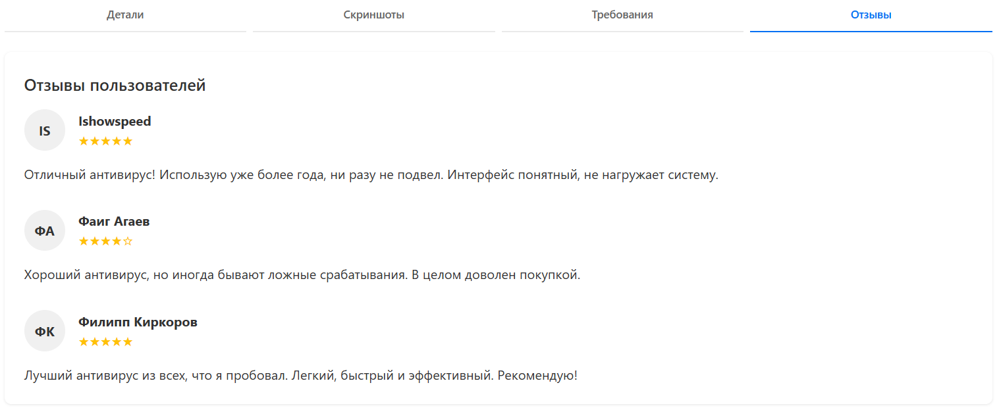 Детали
Скриншоты
Требования
Отзывы
Отзывы пользователей
IS
Ishowspeed
★★★★★
Отличный антивирус! Использую уже более года, ни разу не подвел. Интерфейс понятный, не нагружает систему.
ФА
Фаиг Агаев
★★★★☆
Хороший антивирус, но иногда бывают ложные срабатывания. В целом доволен покупкой.
ФК
Филипп Киркоров
★★★★★
Лучший антивирус из всех, что я пробовал. Легкий, быстрый и эффективный. Рекомендую!